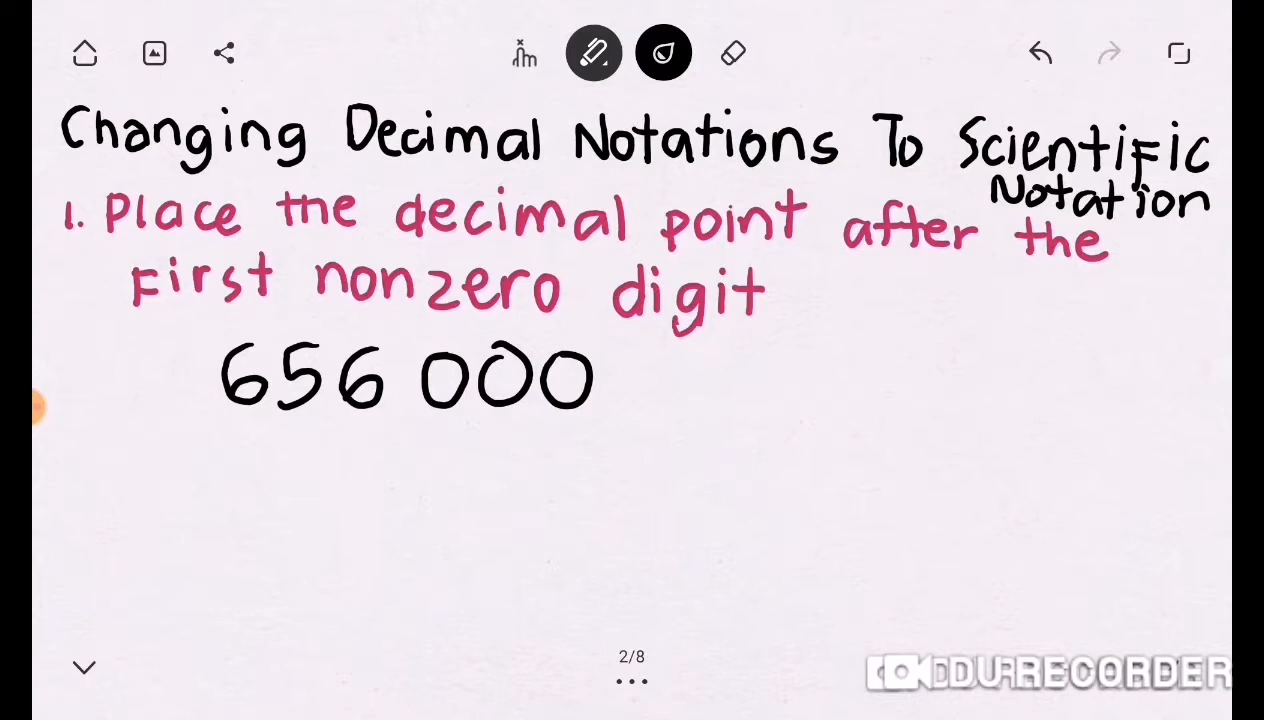 Changing Decimal Notations To Scientific
Notation
1. Place the decimal point after the
First nonzero digit
656 000
2/8
DU RECORDER